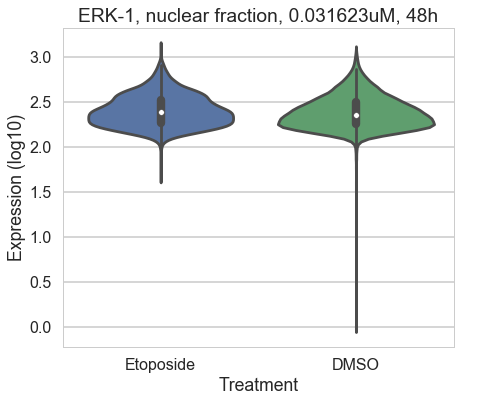 ERK-1, nuclear fraction, 0.031623uM, 48h
Expression (log10)
3.0
2.5
2.0
1.5
1.0
0.5
0.0
Etoposide DMSO
Treatment